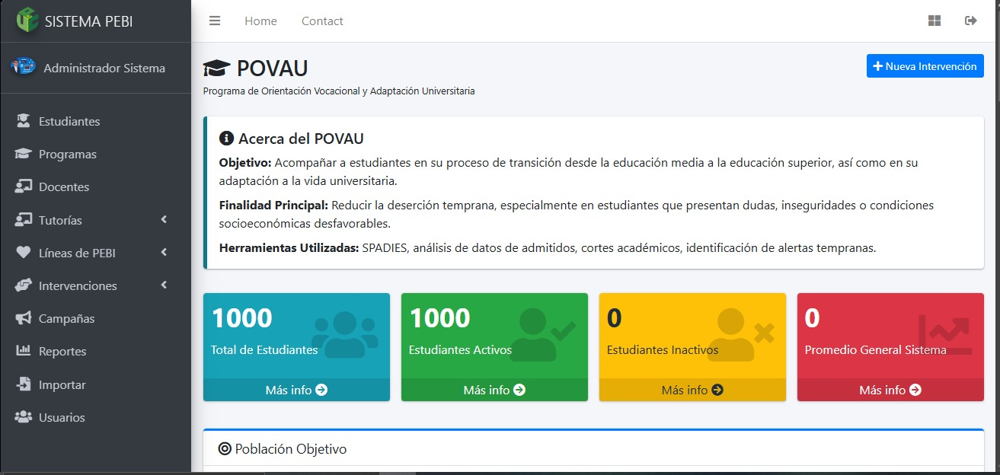 SISTEMA PEBI
Home
Contact
Administrador Sistema
Estudiantes
Programas
Docentes
Tutorías
Líneas de PEBI
Intervenciones
Campañas
Reportes
Importar
Usuarios
POVAU
Nueva Intervención
Programa de Orientación Vocacional y Adaptación Universitaria
Acerca del POVAU
Objetivo: Acompañar a estudiantes en su proceso de transición desde la educación media a la educación superior, así como en su
adaptación a la vida universitaria.
Finalidad Principal: Reducir la deserción temprana, especialmente en estudiantes que presentan dudas, inseguridades o condiciones
socioeconómicas desfavorables.
Herramientas Utilizadas: SPADIES, análisis de datos de admitidos, cortes académicos, identificación de alertas tempranas.
1000
Total de Estudiantes
Más info
1000
Estudiantes Activos
Más info
0
Estudiantes Inactivos
Más info
0
Promedio General Sistema
Más info
Población Objetivo